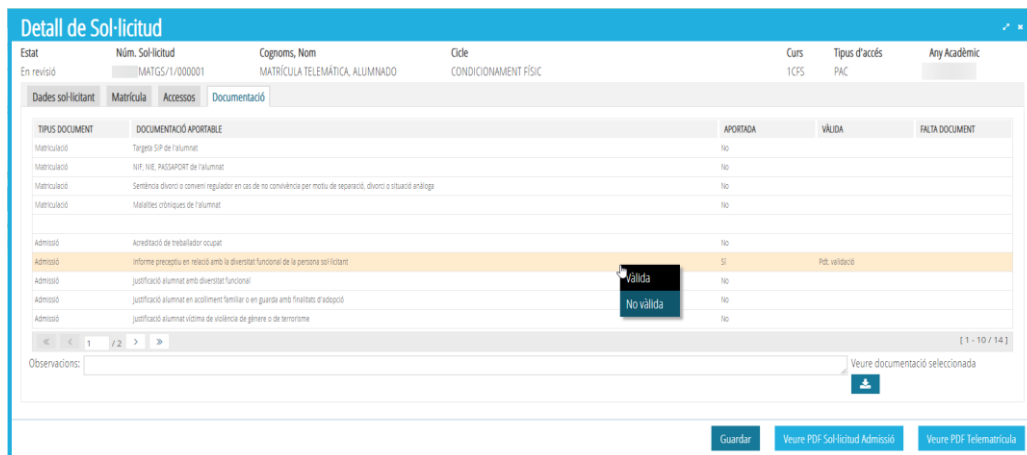 Detall de Sol·licitud
Estat Núm. Sol·licitud Cognoms, Nom Cicle Curs Tipus d'accés Any Acadèmic
En revisió MATGS/1/000001 MATRÍCULA TELEMÀTICA, ALUMNADO CONDICIONAMENT FÍSIC 1CFS PAC
Dades sol·licitant Matrícula Accessos Documentació
TIPUS DOCUMENT DOCUMENTACIÓ APORTABLE APORTADA VÀLIDA FALTA DOCUMENT
Matriculació Targeta SIP de l'alumnat No
Matriculació NIF, NIE, PASSAPORT de l'alumnat No
Matriculació Sentència divorci o conveni regulador en cas de no convivència per motiu de separació, divorci o situació anàloga No
Matriculació Malalties cròniques de l'alumnat No
Admissió Acreditació de treballador ocupat No
Admissió Informe preceptiu en relació amb la diversitat funcional de la persona sol·licitant Sí Pdt. validació
Admissió Justificació alumnat amb diversitat funcional No
Admissió Justificació alumnat en acolliment familiar o en guarda amb finalitats d'adopció No
Admissió Justificació alumnat víctima de violència de gènere o de terrorisme No
Vàlida
No vàlida
« < 1 / 2 > » [ 1 - 10 / 14 ]
Observacions: Veure documentació seleccionada
Guardar Veure PDF Sol·licitud Admissió Veure PDF Telematrícula